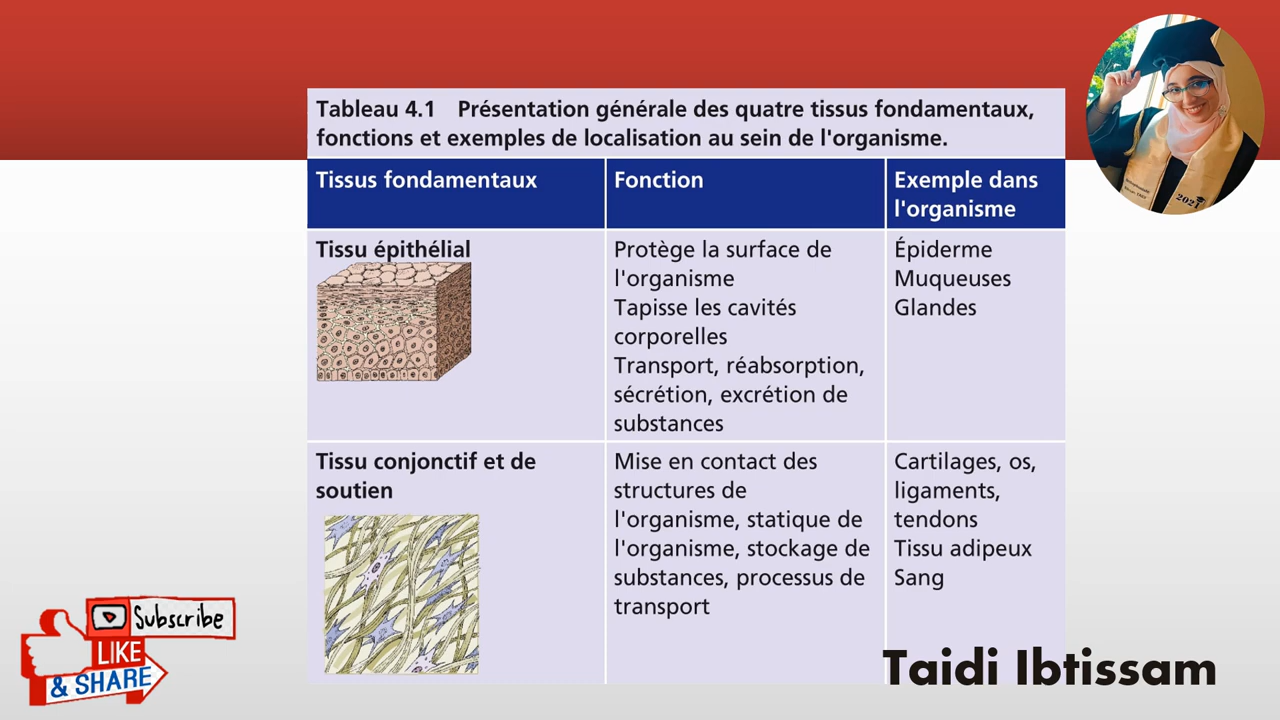 Tableau 4.1 Présentation générale des quatre tissus fondamentaux,
fonctions et exemples de localisation au sein de l'organisme.
Tissus fondamentaux
Fonction
Exemple dans
l'organisme
Tissu épithélial
Protège la surface de
l'organisme
Tapisse les cavités
corporelles
Transport, réabsorption,
sécrétion, excrétion de
substances
Épiderme
Muqueuses
Glandes
Tissu conjonctif et de
soutien
Mise en contact des
structures de
l'organisme, statique de
l'organisme, stockage de
substances, processus de
transport
Cartilages, os,
ligaments,
tendons
Tissu adipeux
Sang
Subscribe
LIKE
& SHARE
Taidi Ibtissam
2021